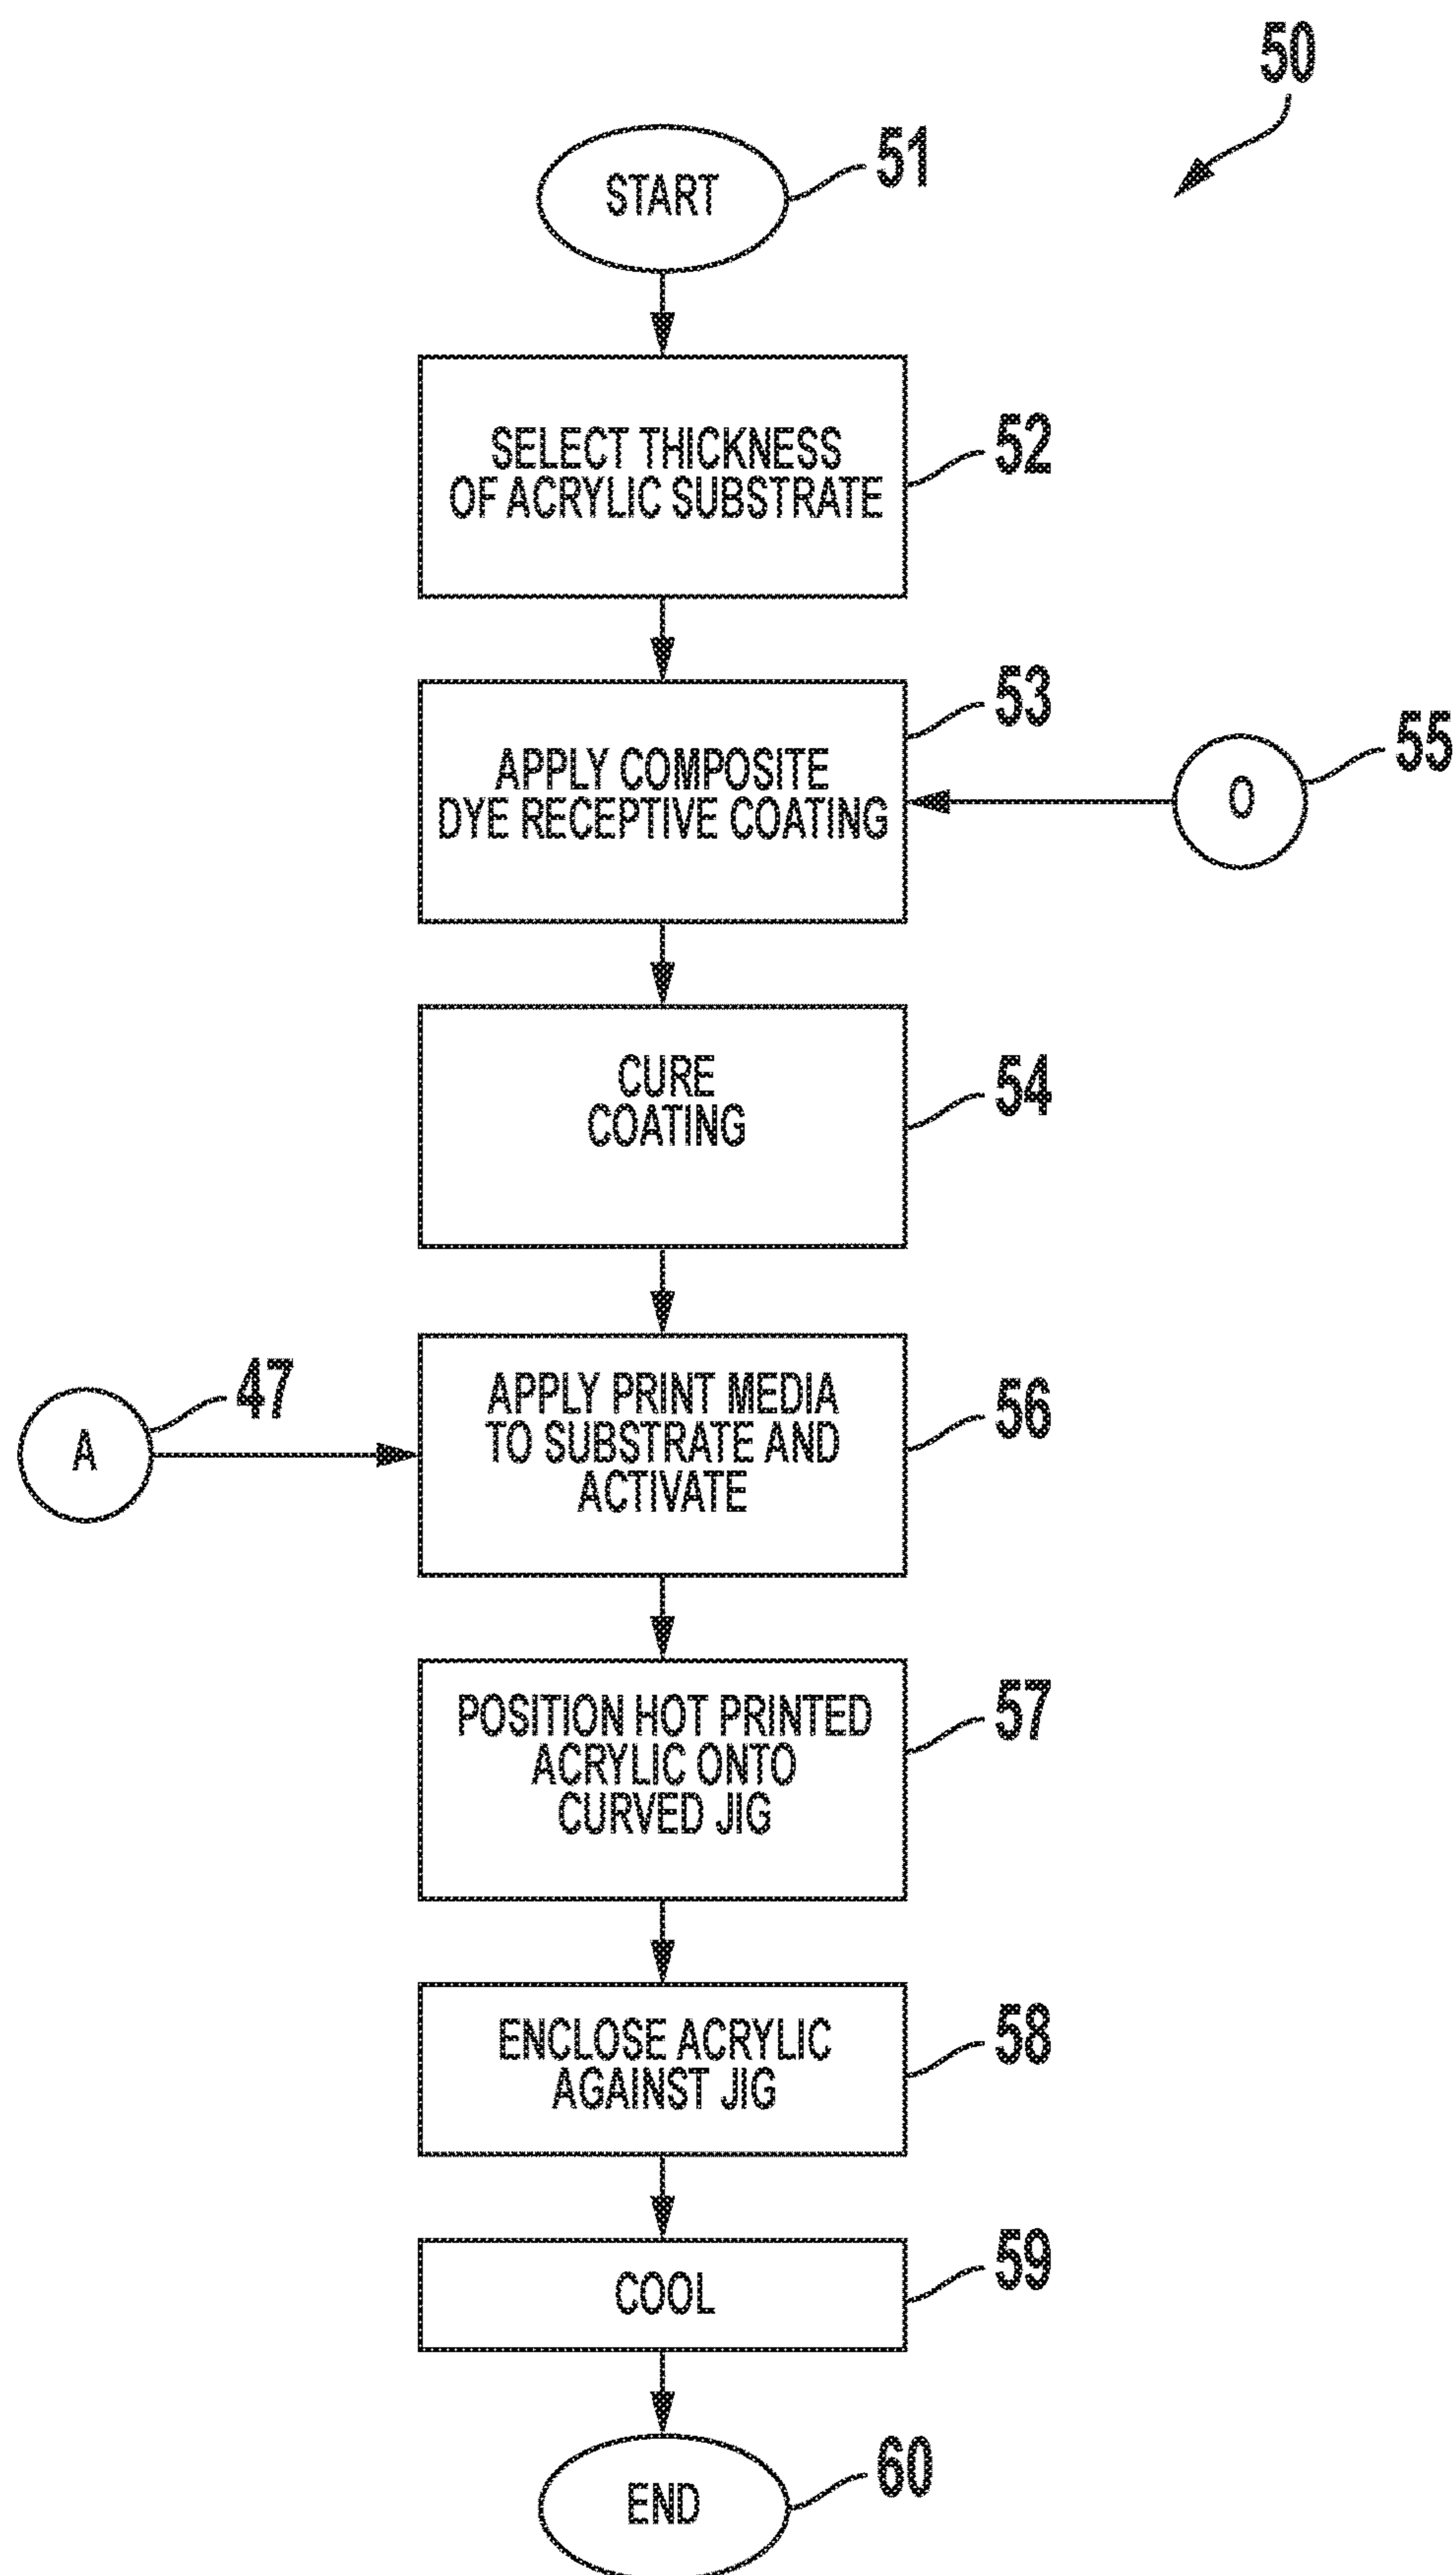 50
START
51
SELECT THICKNESS
OF ACRYLIC SUBSTRATE
52
APPLY COMPOSITE
DYE RECEPTIVE COATING
53
O
55
CURE
COATING
54
A
47
APPLY PRINT MEDIA
TO SUBSTRATE AND
ACTIVATE
56
POSITION HOT PRINTED
ACRYLIC ONTO
CURVED JIG
57
ENCLOSE ACRYLIC
AGAINST JIG
58
COOL
59
END
60